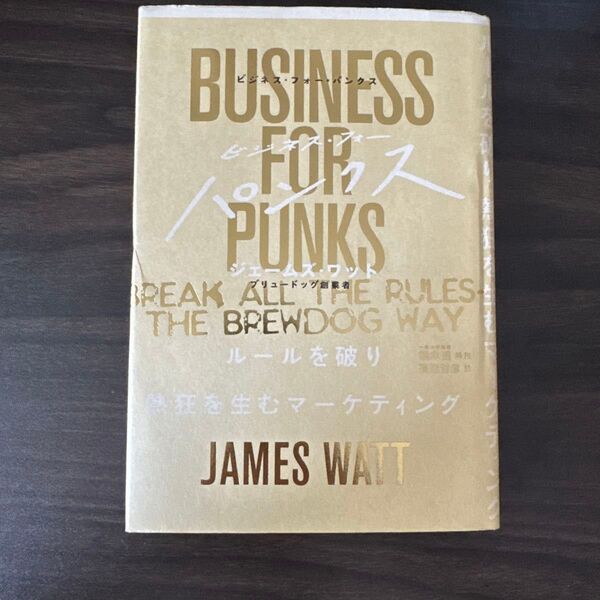 BUSINESS
ビジネス・フォー・パンクス
FOR
ビジネス・フォー
パンクス
PUNKS
ジェームズ・ワット
ブリュードッグ創業者
BREAK ALL THE RULES
THE BREWDOG WAY
ルールを破り
熱狂を生むマーケティング
JAMES WATT